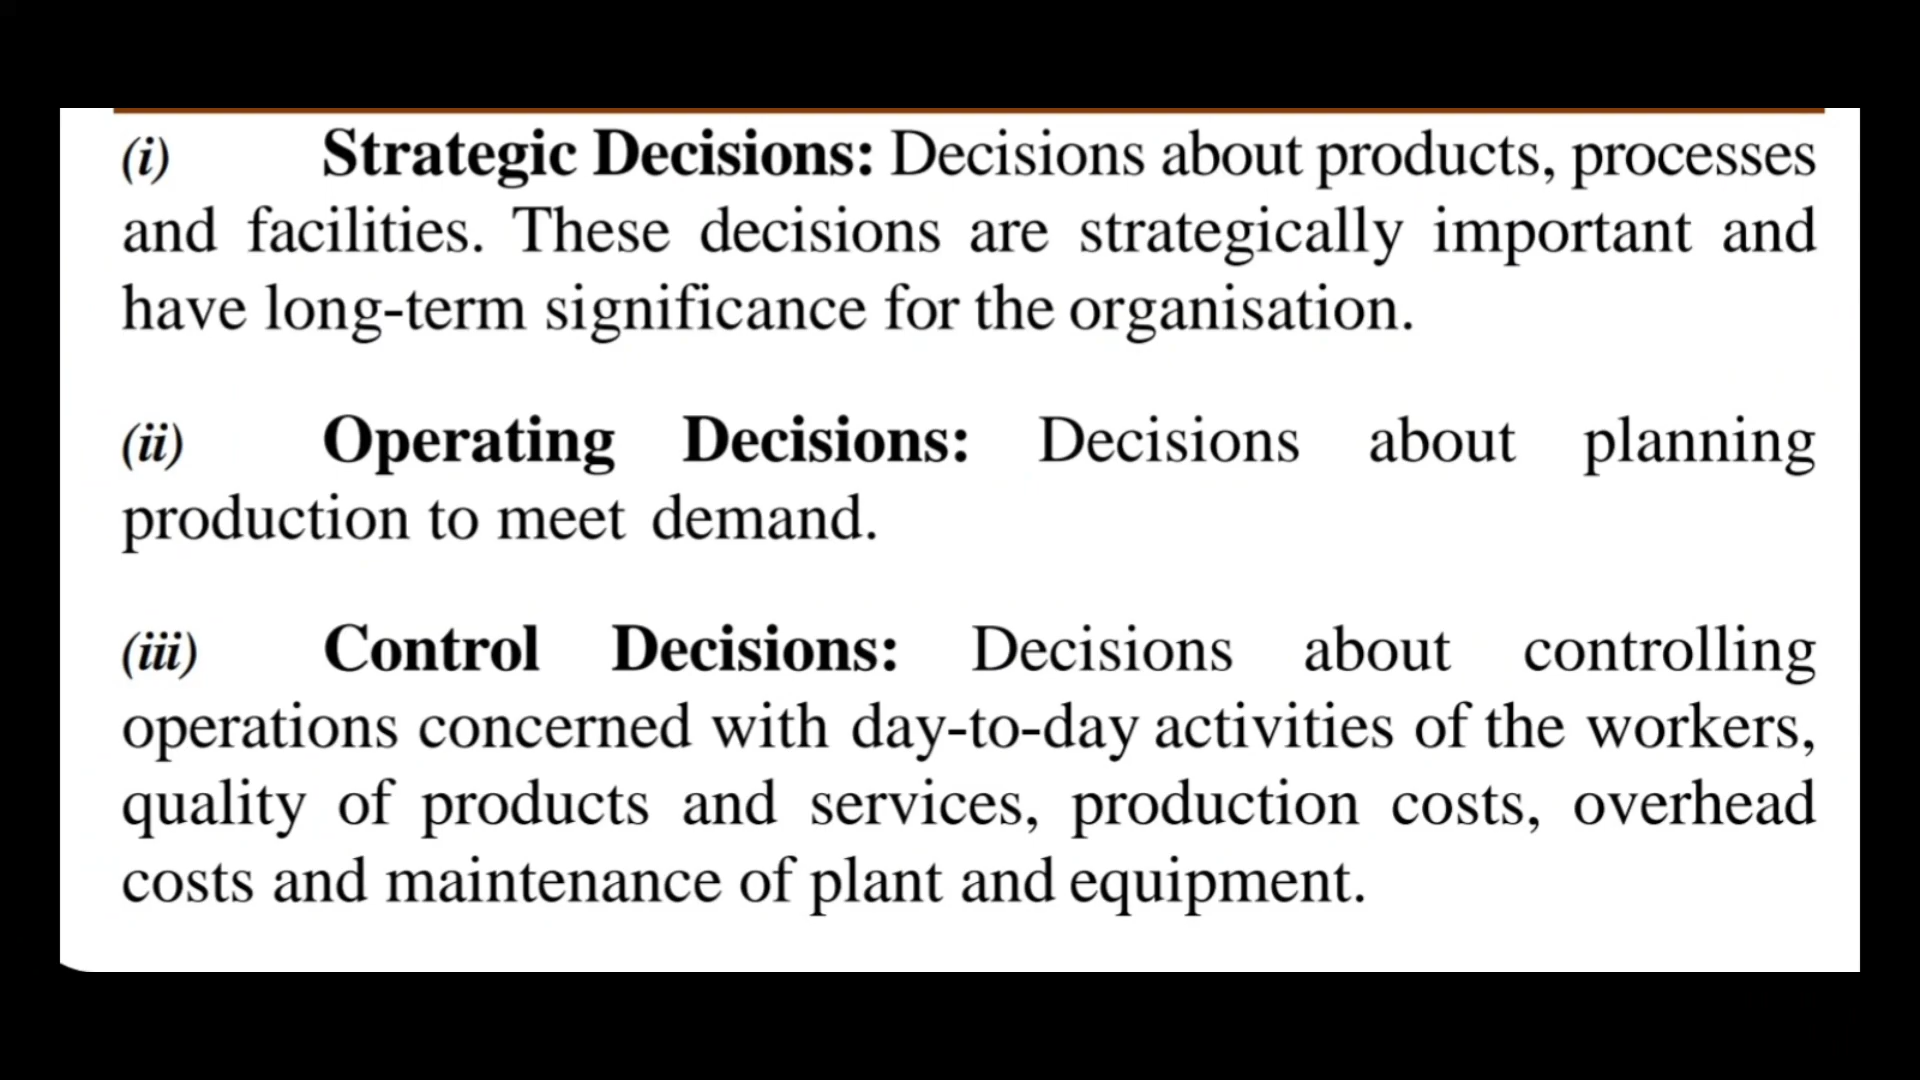 (i) Strategic Decisions: Decisions about products, processes
and facilities. These decisions are strategically important and
have long-term significance for the organisation.
(ii) Operating Decisions: Decisions about planning
production to meet demand.
(iii) Control Decisions: Decisions about controlling
operations concerned with day-to-day activities of the workers,
quality of products and services, production costs, overhead
costs and maintenance of plant and equipment.